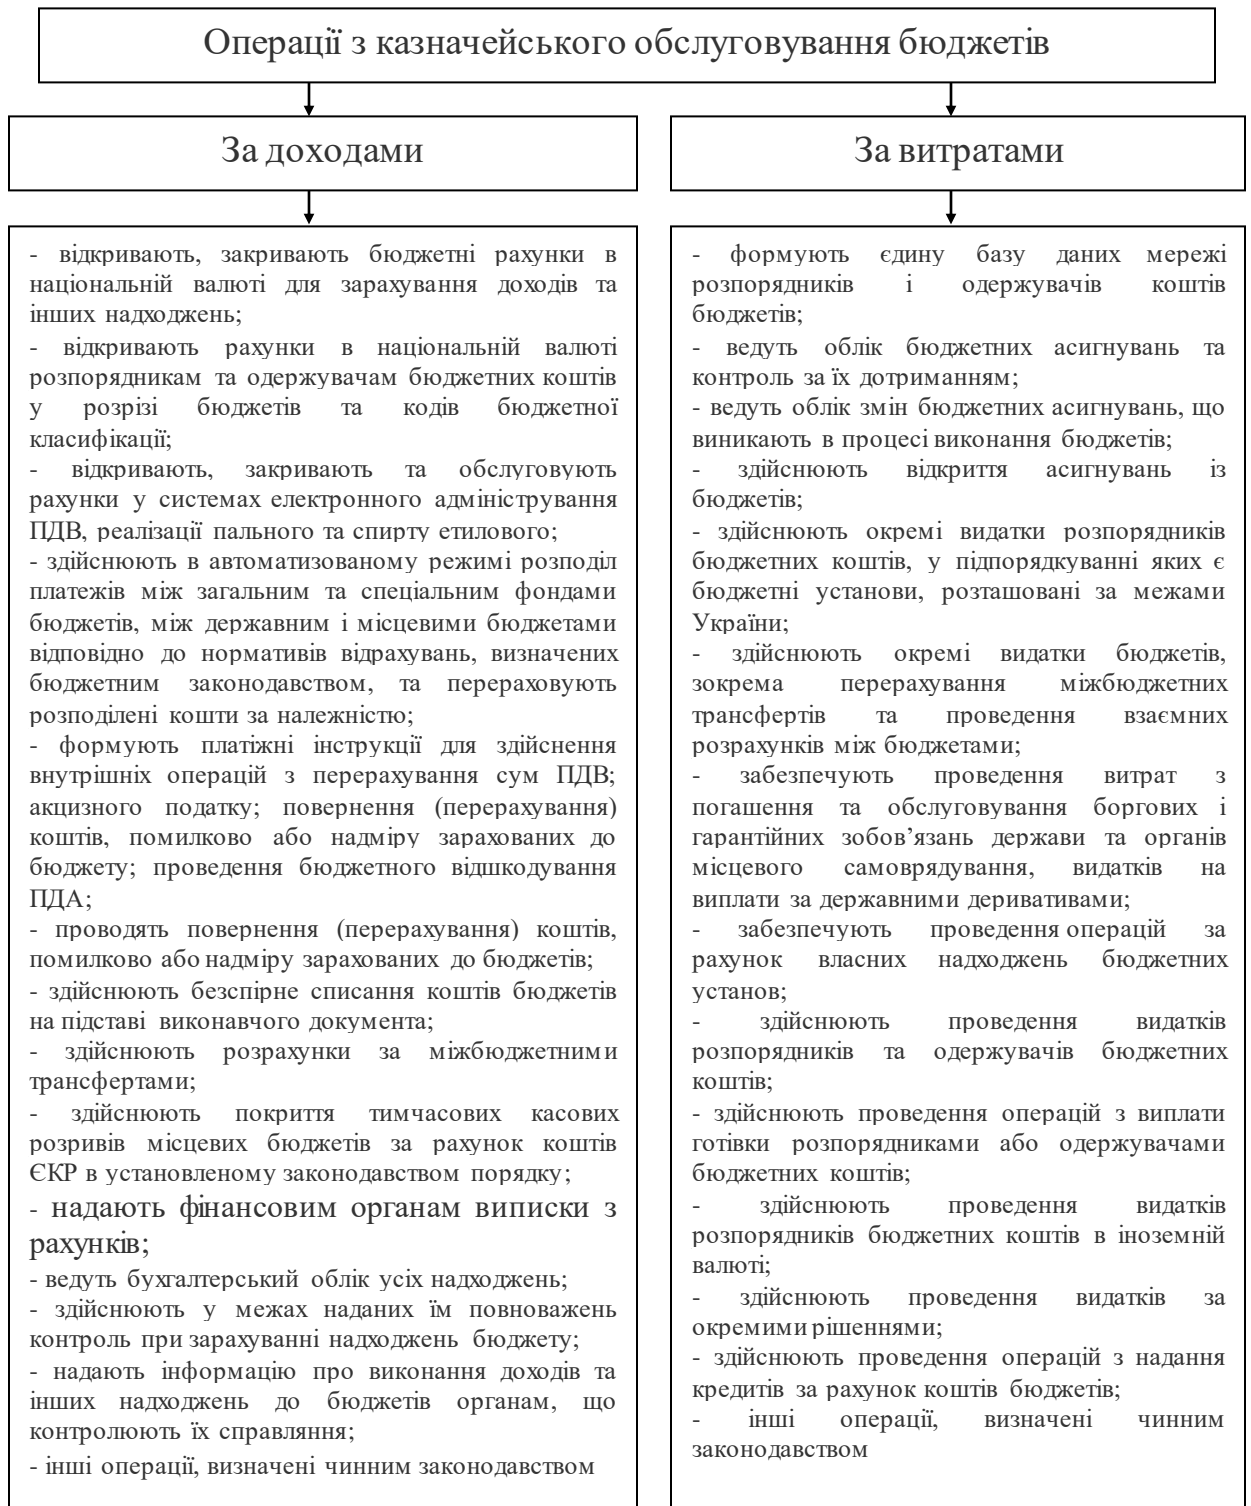 Операції з казначейського обслуговування бюджетів
За доходами
- відкривають, закривають бюджетні рахунки в
національній валюті для зарахування доходів та
інших надходжень;
- відкривають рахунки в національній валюті
розпорядникам та одержувачам бюджетних коштів
у розрізі бюджетів та кодів бюджетної
класифікації;
- відкривають, закривають та обслуговують
рахунки у системах електронного адміністрування
ПДВ, реалізації пального та спирту етилового;
- здійснюють в автоматизованому режимі розподіл
платежів між загальним та спеціальним фондами
бюджетів, між державним і місцевими бюджетами
відповідно до нормативів відрахувань, визначених
бюджетним законодавством, та перераховують
розподілені кошти за належністю;
- формують платіжні інструкції для здійснення
внутрішніх операцій з перерахування сум ПДВ;
акцизного податку; повернення (перерахування)
коштів, помилково або надміру зарахованих до
бюджету; проведення бюджетного відшкодування
ПДА;
- проводять повернення (перерахування) коштів,
помилково або надміру зарахованих до бюджетів;
- здійснюють безспірне списання коштів бюджетів
на підставі виконавчого документа;
- здійснюють розрахунки за міжбюджетними
трансфертами;
- здійснюють покриття тимчасових касових
розривів місцевих бюджетів за рахунок коштів
ЄКР в установленому законодавством порядку;
- надають фінансовим органам виписки з
рахунків;
- ведуть бухгалтерський облік усіх надходжень;
- здійснюють у межах наданих їм повноважень
контроль при зарахуванні надходжень бюджету;
- надають інформацію про виконання доходів та
інших надходжень до бюджетів органам, що
контролюють їх справляння;
- інші операції, визначені чинним законодавством
За витратами
- формують єдину базу даних мережі
розпорядників і одержувачів коштів
бюджетів;
- ведуть облік бюджетних асигнувань та
контроль за їх дотриманням;
- ведуть облік змін бюджетних асигнувань, що
виникають в процесі виконання бюджетів;
- здійснюють відкриття асигнувань із
бюджетів;
- здійснюють окремі видатки розпорядників
бюджетних коштів, у підпорядкуванні яких є
бюджетні установи, розташовані за межами
України;
- здійснюють окремі видатки бюджетів,
зокрема перерахування міжбюджетних
трансфертів та проведення взаємних
розрахунків між бюджетами;
- забезпечують проведення витрат з
погашення та обслуговування боргових і
гарантійних зобов’язань держави та органів
місцевого самоврядування, видатків на
виплати за державними деривативами;
- забезпечують проведення операцій за
рахунок власних надходжень бюджетних
установ;
- здійснюють проведення видатків
розпорядників та одержувачів бюджетних
коштів;
- здійснюють проведення операцій з виплати
готівки розпорядниками або одержувачами
бюджетних коштів;
- здійснюють проведення видатків
розпорядників бюджетних коштів в іноземній
валюті;
- здійснюють проведення видатків за
окремими рішеннями;
- здійснюють проведення операцій з надання
кредитів за рахунок коштів бюджетів;
- інші операції, визначені чинним
законодавством